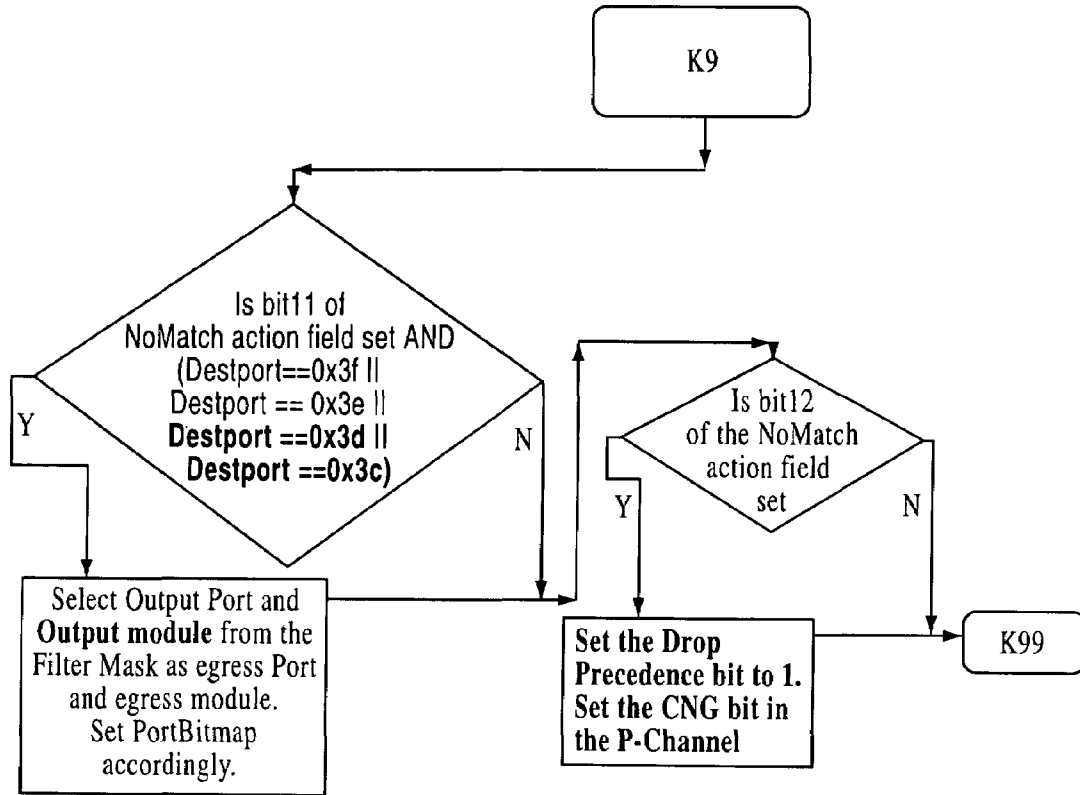 K9
Is bit11 of
NoMatch action field set AND
(Destport==0x3f ||
Destport == 0x3e ||
Destport ==0x3d ||
Destport ==0x3c)
Y
N
Select Output Port and
Output module from the
Filter Mask as egress Port
and egress module.
Set PortBitmap
accordingly.
Is bit12
of the NoMatch
action field
set
Y
N
Set the Drop
Precedence bit to 1.
Set the CNG bit in
the P-Channel
K99